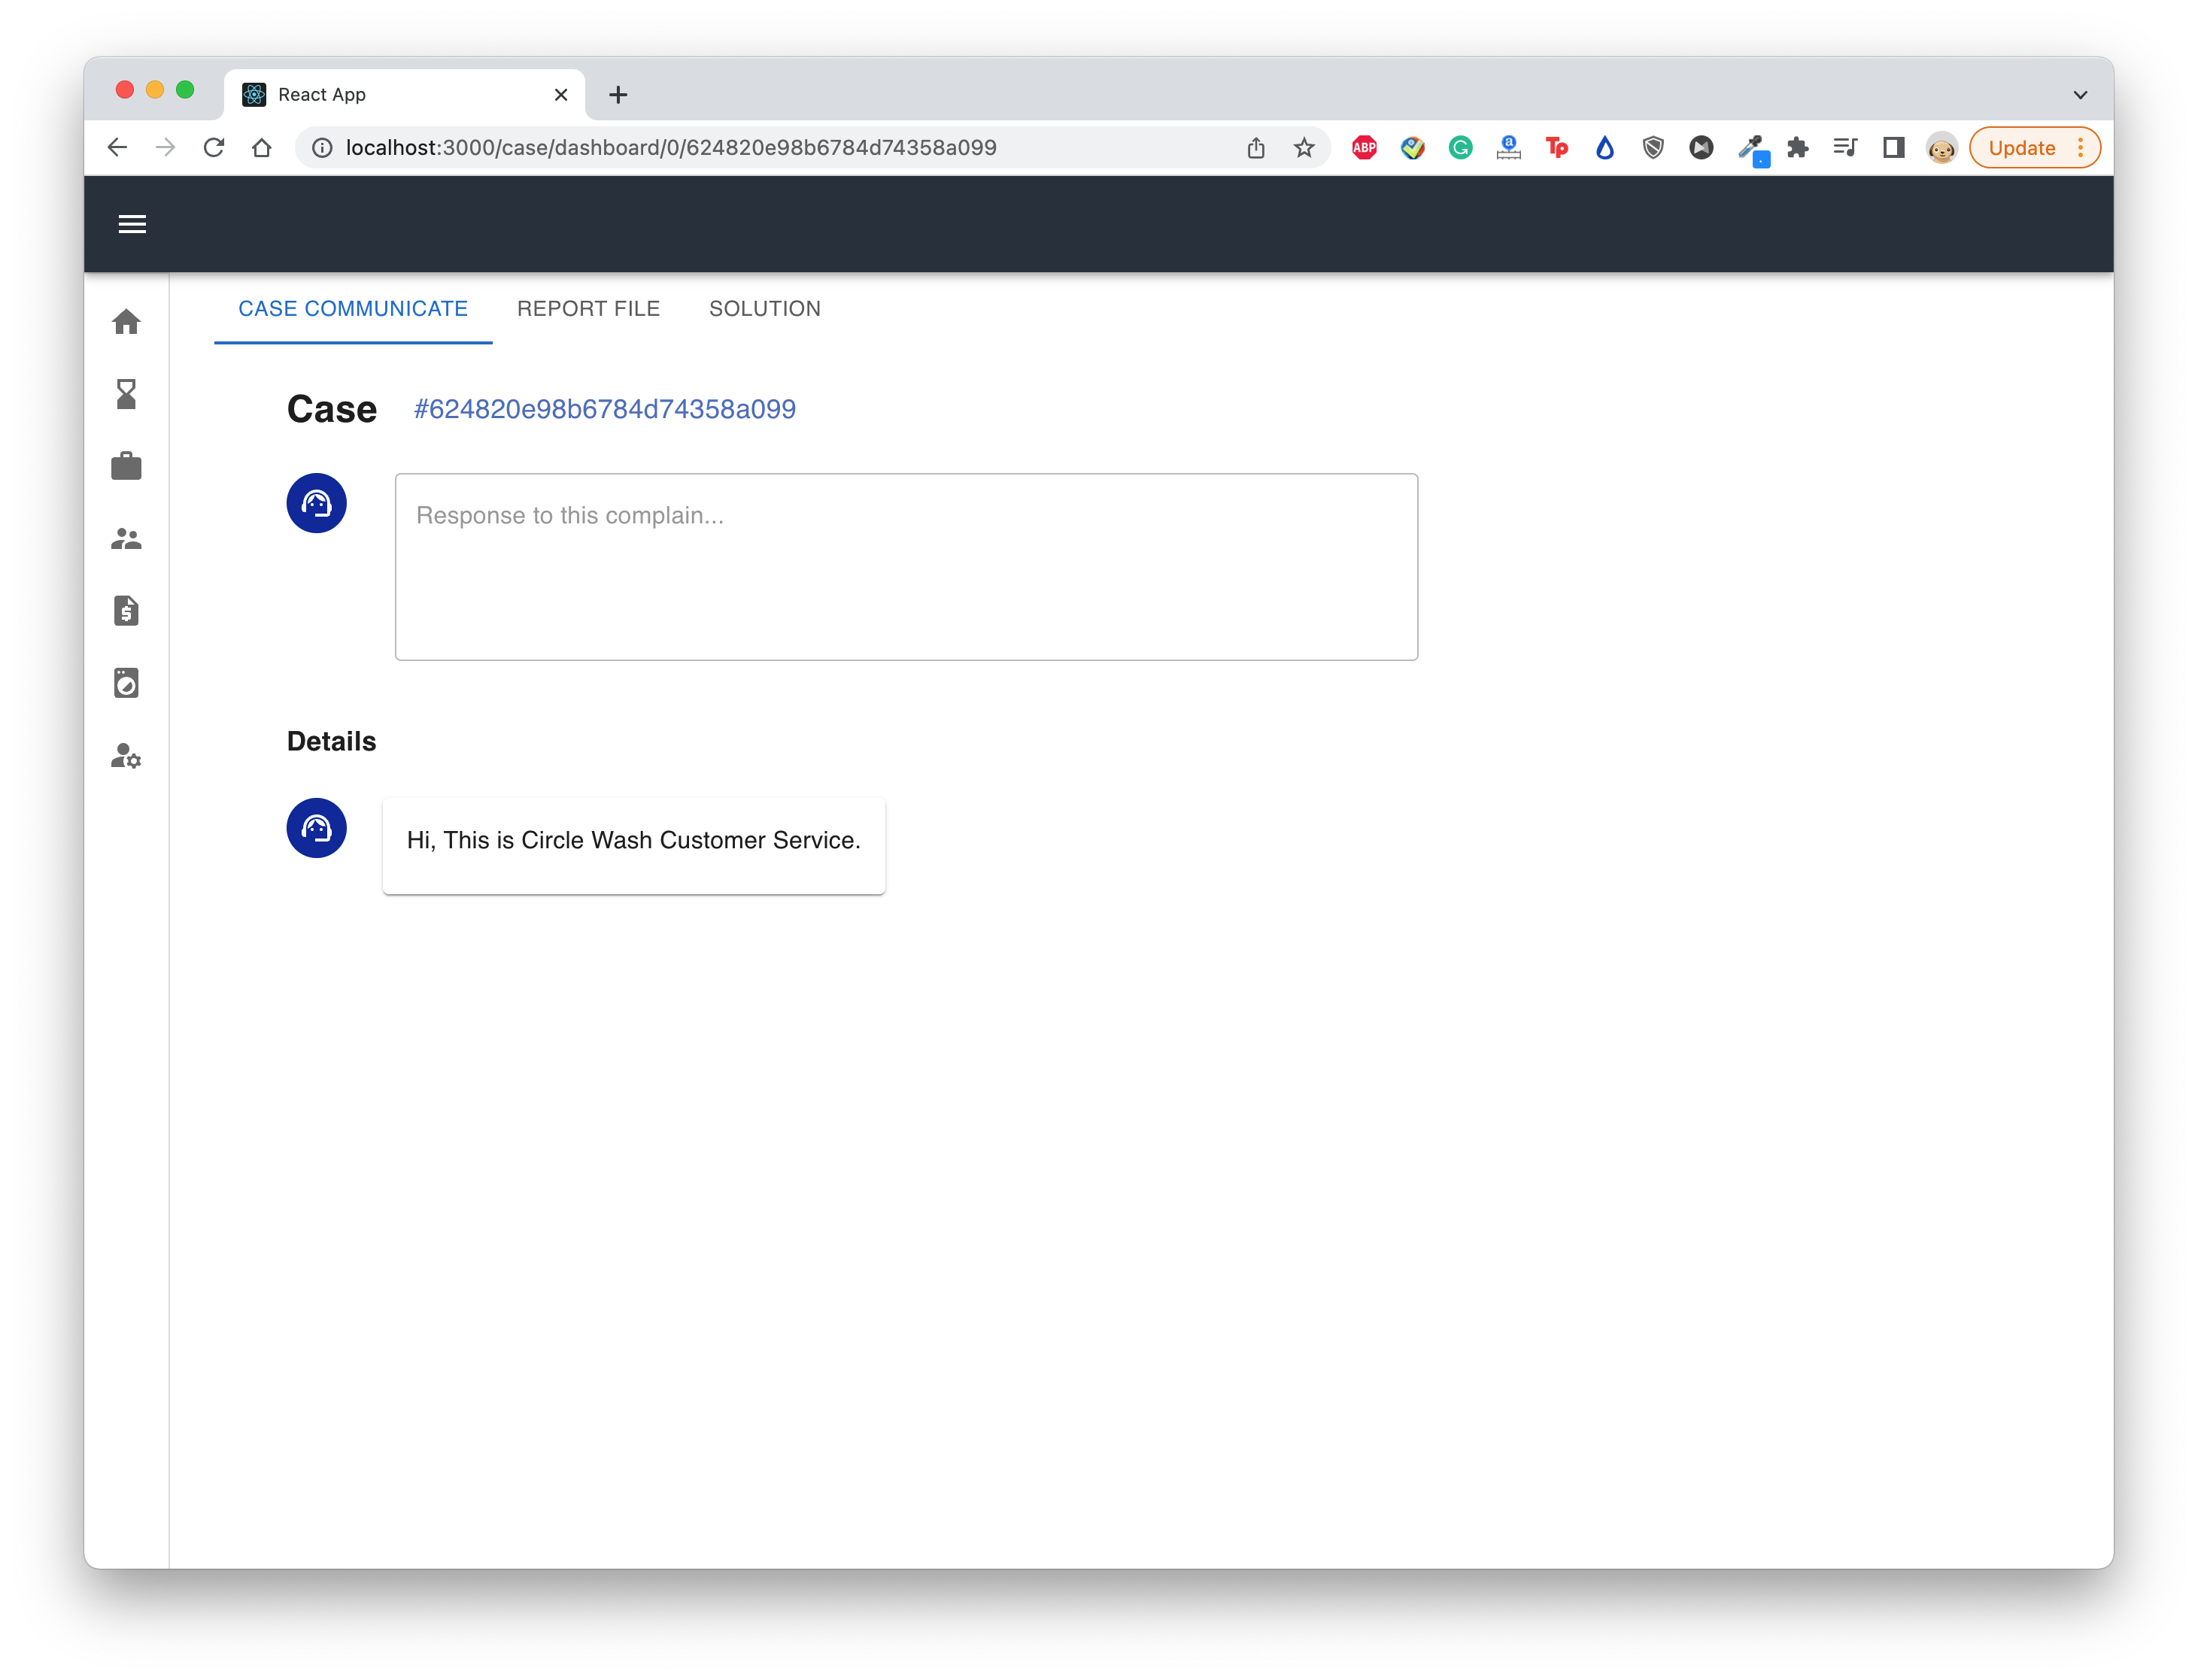 React App
localhost:3000/case/dashboard/0/624820e98b6784d74358a099
ABP
a
Tp
Update
CASE COMMUNICATE REPORT FILE SOLUTION
Case #624820e98b6784d74358a099
Response to this complain...
Details
Hi, This is Circle Wash Customer Service.